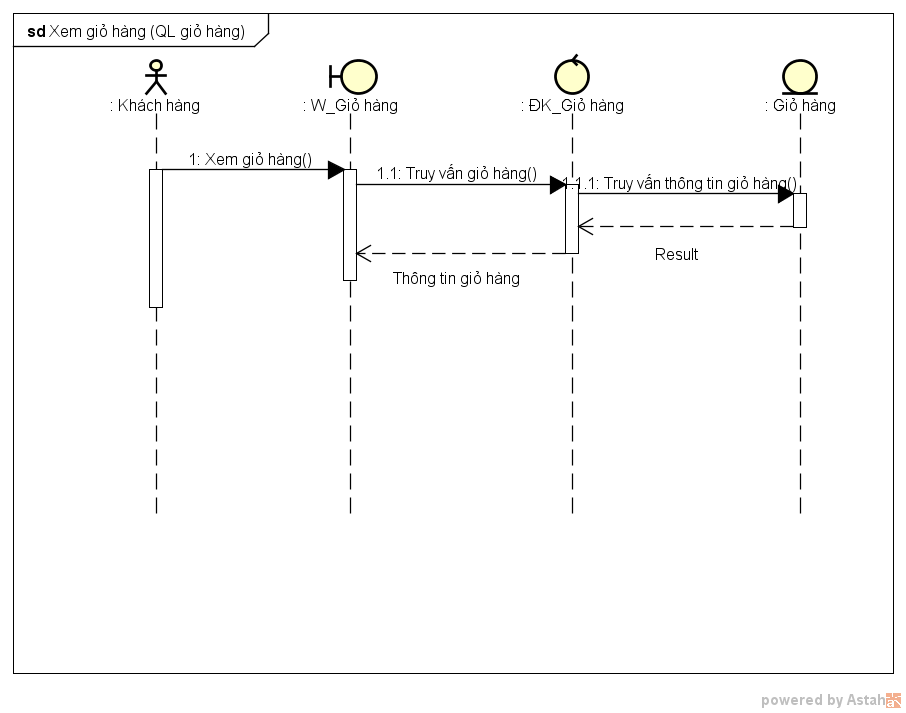 sd Xem giỏ hàng (QL giỏ hàng)
: Khách hàng
: W_Giỏ hàng
: ĐK_Giỏ hàng
: Giỏ hàng
1: Xem giỏ hàng()
1.1: Truy vấn giỏ hàng()
1.1.1: Truy vấn thông tin giỏ hàng()
Result
Thông tin giỏ hàng
powered by Astah